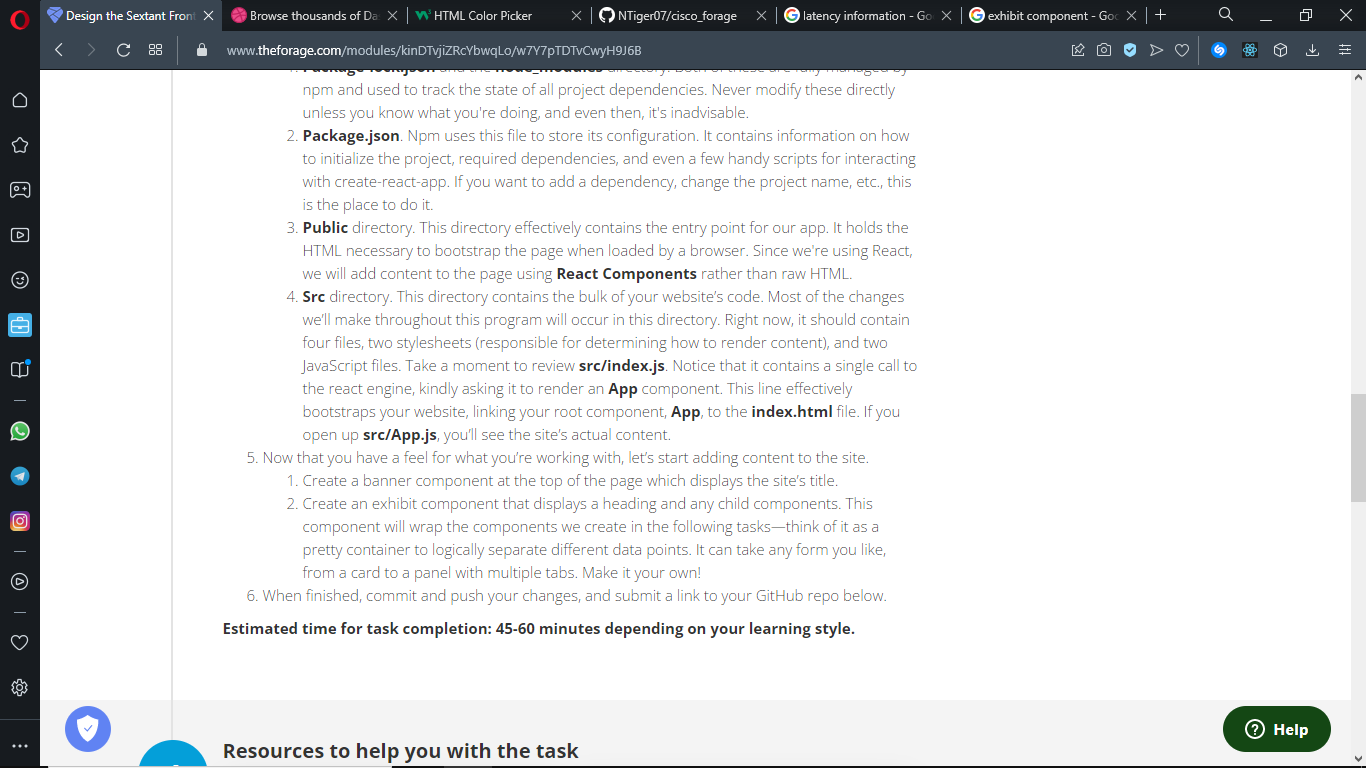 Design the Sextant Front
Browse thousands of Da
HTML Color Picker
NTiger07/cisco_forage
latency information - Go
exhibit component - Goo
www.theforage.com/modules/kinDTvjiZRcYbwqLo/w7Y7pTDTvCwyH9J6B
1. Package-lock.json and the node_modules directory. Both of these are fully managed by
npm and used to track the state of all project dependencies. Never modify these directly
unless you know what you're doing, and even then, it's inadvisable.
2. Package.json. Npm uses this file to store its configuration. It contains information on how
to initialize the project, required dependencies, and even a few handy scripts for interacting
with create-react-app. If you want to add a dependency, change the project name, etc., this
is the place to do it.
3. Public directory. This directory effectively contains the entry point for our app. It holds the
HTML necessary to bootstrap the page when loaded by a browser. Since we're using React,
we will add content to the page using React Components rather than raw HTML.
4. Src directory. This directory contains the bulk of your website’s code. Most of the changes
we’ll make throughout this program will occur in this directory. Right now, it should contain
four files, two stylesheets (responsible for determining how to render content), and two
JavaScript files. Take a moment to review src/index.js. Notice that it contains a single call to
the react engine, kindly asking it to render an App component. This line effectively
bootstraps your website, linking your root component, App, to the index.html file. If you
open up src/App.js, you’ll see the site’s actual content.
5. Now that you have a feel for what you’re working with, let’s start adding content to the site.
1. Create a banner component at the top of the page which displays the site’s title.
2. Create an exhibit component that displays a heading and any child components. This
component will wrap the components we create in the following tasks—think of it as a
pretty container to logically separate different data points. It can take any form you like,
from a card to a panel with multiple tabs. Make it your own!
6. When finished, commit and push your changes, and submit a link to your GitHub repo below.
Estimated time for task completion: 45-60 minutes depending on your learning style.
Help
Resources to help you with the task